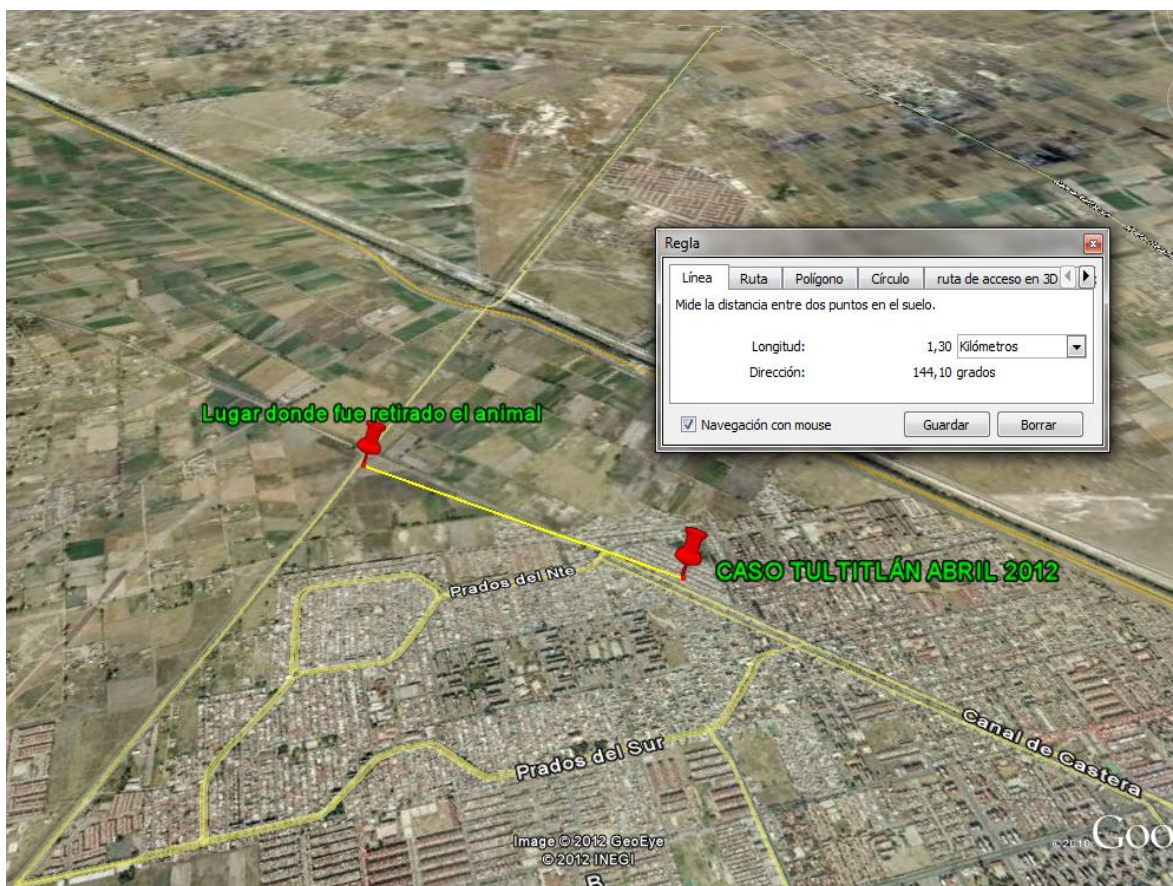 Regla
Línea
Ruta
Polígono
Círculo
ruta de acceso en 3D
Mide la distancia entre dos puntos en el suelo.
Longitud:
1,30 Kilómetros
Dirección:
144,10 grados
Navegación con mouse
Guardar
Borrar
Lugar donde fue retirado el animal
CASO TULTITLÁN ABRIL 2012
Prados del Nte
Prados del Sur
Canal de Castera
Image © 2012 GeoEye
© 2012 INEGI
© 2010
Goo